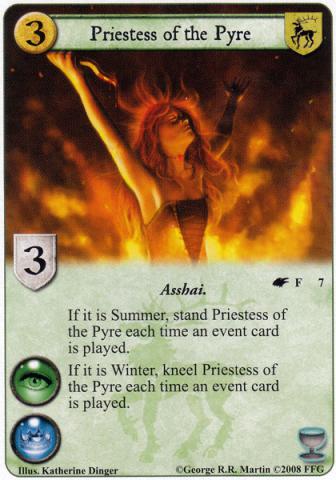 3 Priestess of the Pyre
3
Asshai.
F 7
If it is Summer, stand Priestess of
the Pyre each time an event card
is played.
If it is Winter, kneel Priestess of
the Pyre each time an event card
is played.
Illus. Katherine Dinger ©George R.R. Martin ©2008 FFG